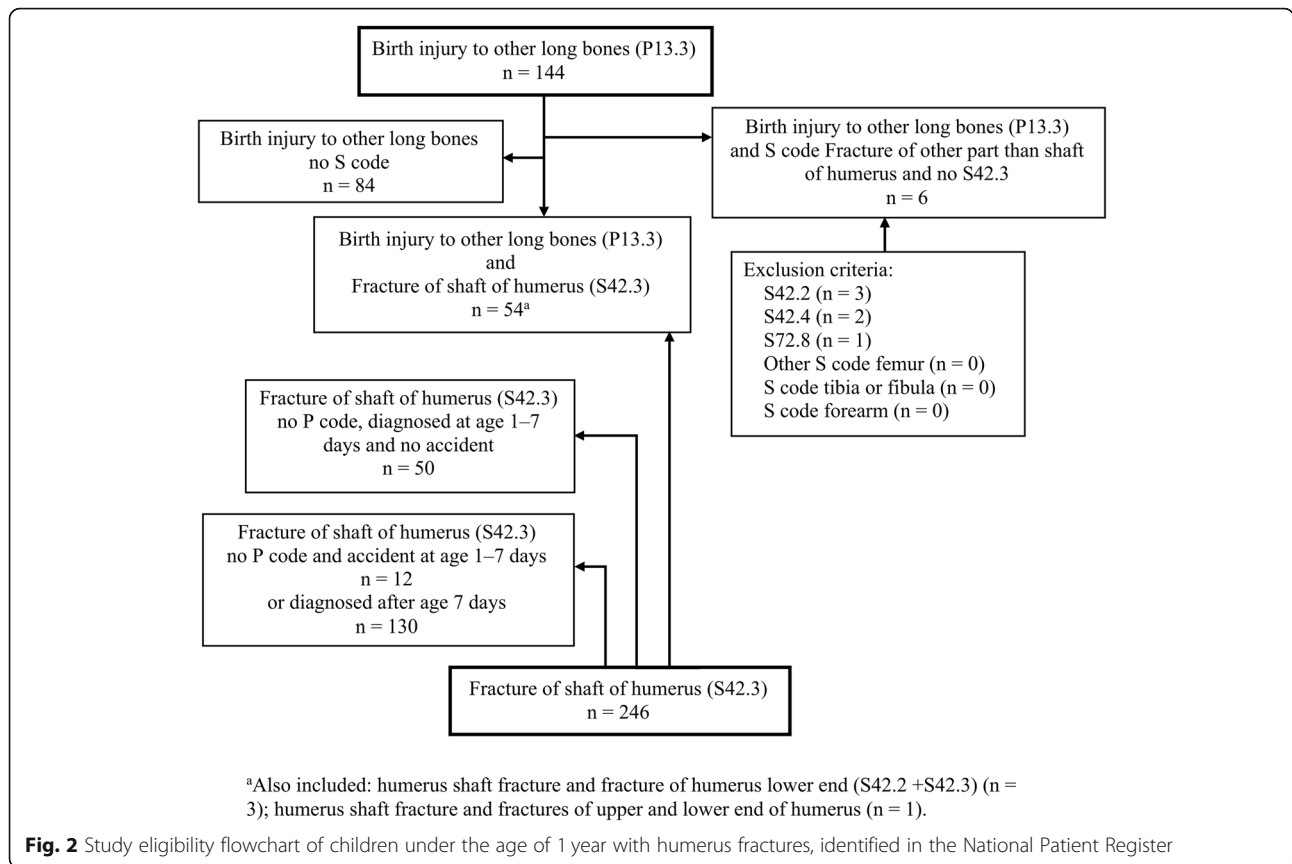 Birth injury to other long bones (P13.3)
n = 144
Birth injury to other long bones
no S code
n = 84
Birth injury to other long bones (P13.3)
and S code Fracture of other part than shaft
of humerus and no S42.3
n = 6
Birth injury to other long bones (P13.3)
and
Fracture of shaft of humerus (S42.3)
n = 54ᵃ
Exclusion criteria:
S42.2 (n = 3)
S42.4 (n = 2)
S72.8 (n = 1)
Other S code femur (n = 0)
S code tibia or fibula (n = 0)
S code forearm (n = 0)
Fracture of shaft of humerus (S42.3)
no P code, diagnosed at age 1–7
days and no accident
n = 50
Fracture of shaft of humerus (S42.3)
no P code and accident at age 1–7 days
n = 12
or diagnosed after age 7 days
n = 130
Fracture of shaft of humerus (S42.3)
n = 246
ᵃAlso included: humerus shaft fracture and fracture of humerus lower end (S42.2 +S42.3) (n =
3); humerus shaft fracture and fractures of upper and lower end of humerus (n = 1).
Fig. 2 Study eligibility flowchart of children under the age of 1 year with humerus fractures, identified in the National Patient Register